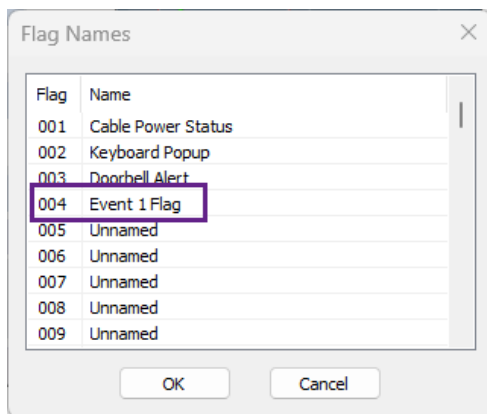 Flag Names
Flag Name
001 Cable Power Status
002 Keyboard Popup
003 Doorbell Alert
004 Event 1 Flag
005 Unnamed
006 Unnamed
007 Unnamed
008 Unnamed
009 Unnamed
OK Cancel